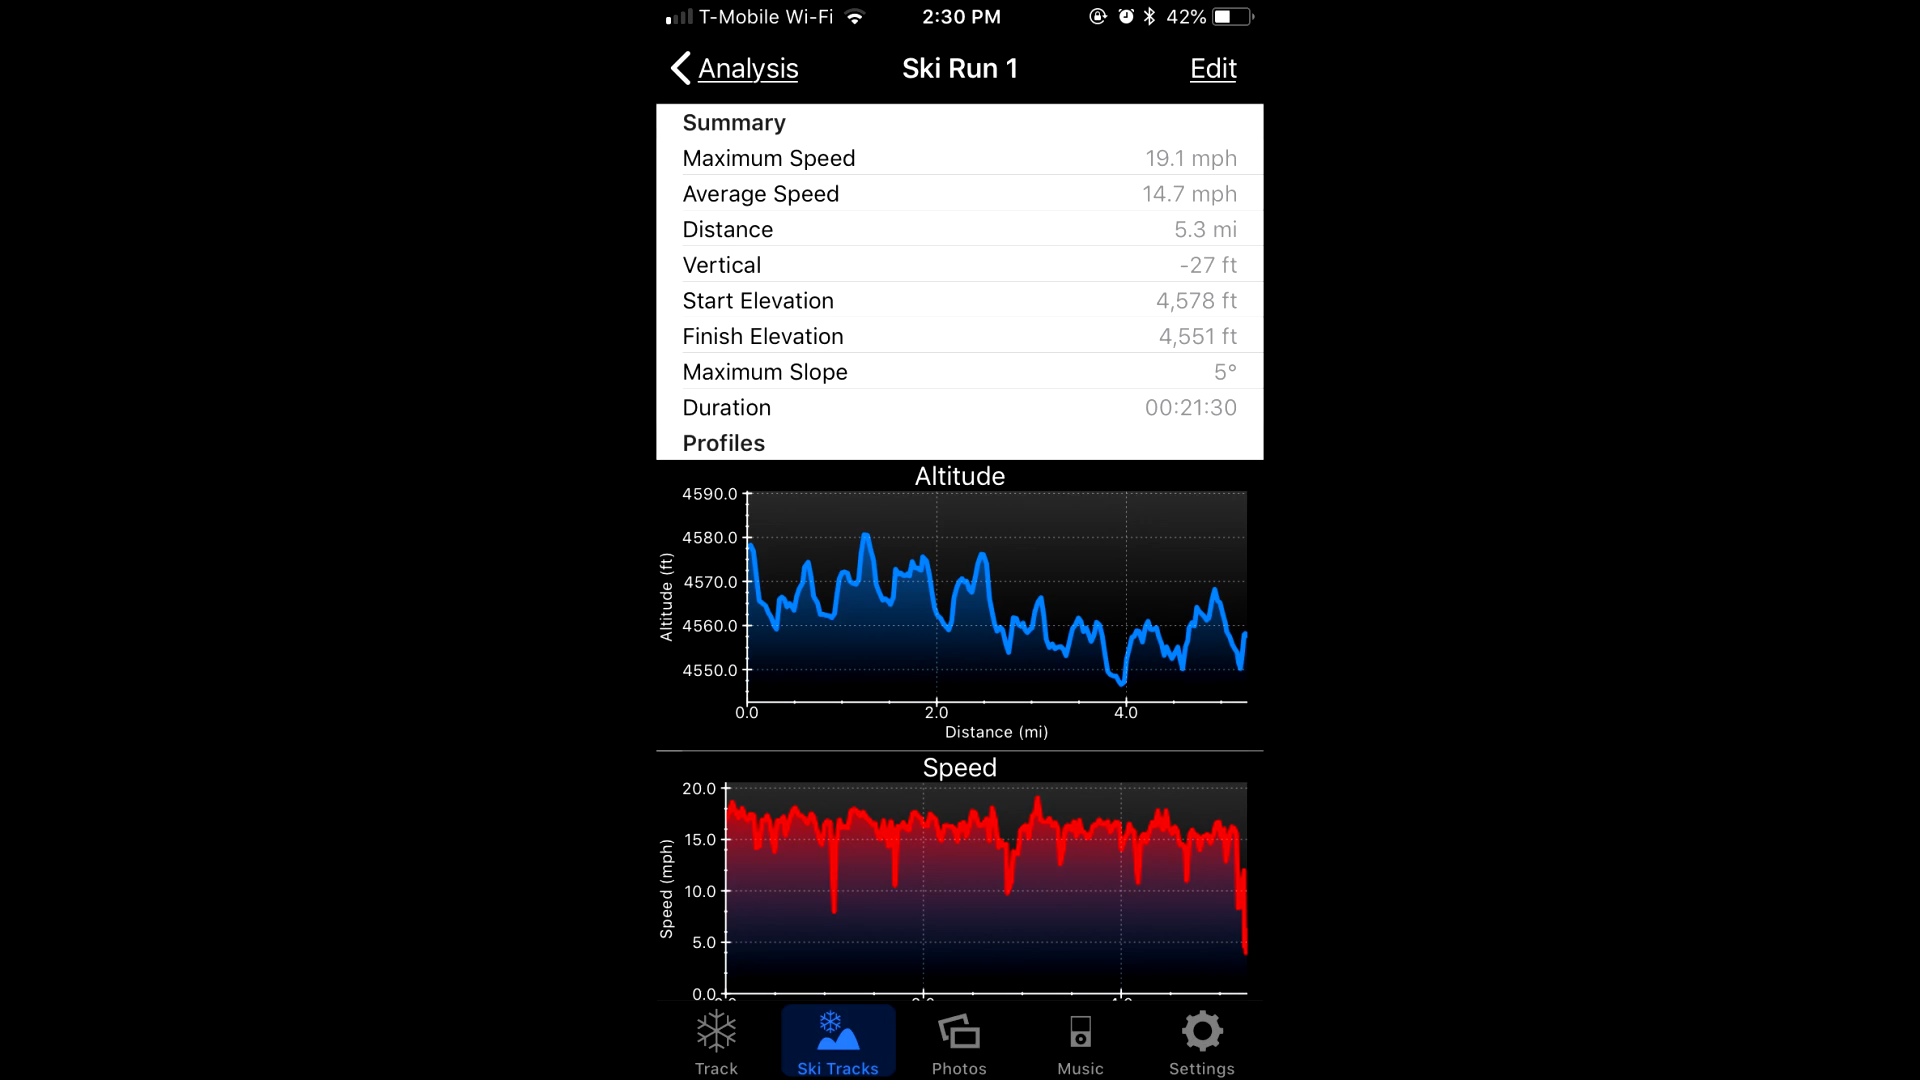 T-Mobile Wi-Fi 2:30 PM 42%
Analysis Ski Run 1 Edit
Summary
Maximum Speed 19.1 mph
Average Speed 14.7 mph
Distance 5.3 mi
Vertical -27 ft
Start Elevation 4,578 ft
Finish Elevation 4,551 ft
Maximum Slope 5°
Duration 00:21:30
Profiles
Altitude
4590.0
4580.0
4570.0
4560.0
4550.0
Altitude (ft)
0.0 2.0 4.0
Distance (mi)
Speed
20.0
15.0
10.0
5.0
0.0
Speed (mph)
Track Ski Tracks Photos Music Settings